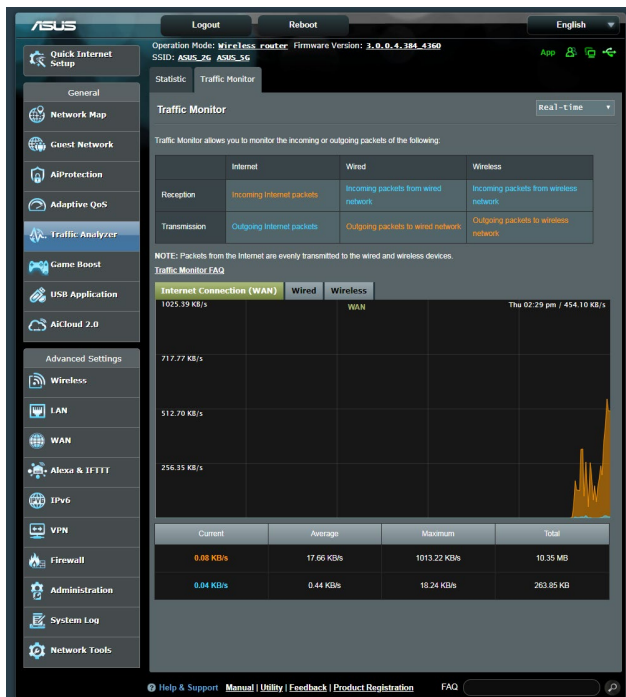 ASUS
Logout
Reboot
English
Operation Mode: Wireless router Firmware Version: 3.0.0.4.384_4360
SSID: ASUS_2G ASUS_5G
App
Quick Internet
Setup
General
Network Map
Guest Network
AiProtection
Adaptive QoS
Traffic Analyzer
Game Boost
USB Application
AiCloud 2.0
Advanced Settings
Wireless
LAN
WAN
Alexa & IFTTT
IPv6
VPN
Firewall
Administration
System Log
Network Tools
Statistic
Traffic Monitor
Traffic Monitor
Real-time
Traffic Monitor allows you to monitor the incoming or outgoing packets of the following:
Internet Wired Wireless
Reception
Incoming Internet packets
Incoming packets from wired
network
Incoming packets from wireless
network
Transmission
Outgoing Internet packets
Outgoing packets to wired network
Outgoing packets to wireless
network
NOTE: Packets from the Internet are evenly transmitted to the wired and wireless devices.
Traffic Monitor FAQ
Internet Connection (WAN)
Wired
Wireless
1025.39 KB/s
WAN
Thu 02:29 pm / 454.10 KB/s
717.77 KB/s
512.70 KB/s
256.35 KB/s
Current Average Maximum Total
0.08 KB/s 17.66 KB/s 1013.22 KB/s 10.35 MB
0.04 KB/s 0.44 KB/s 18.24 KB/s 263.85 KB
Help & Support Manual | Utility | Feedback | Product Registration FAQ